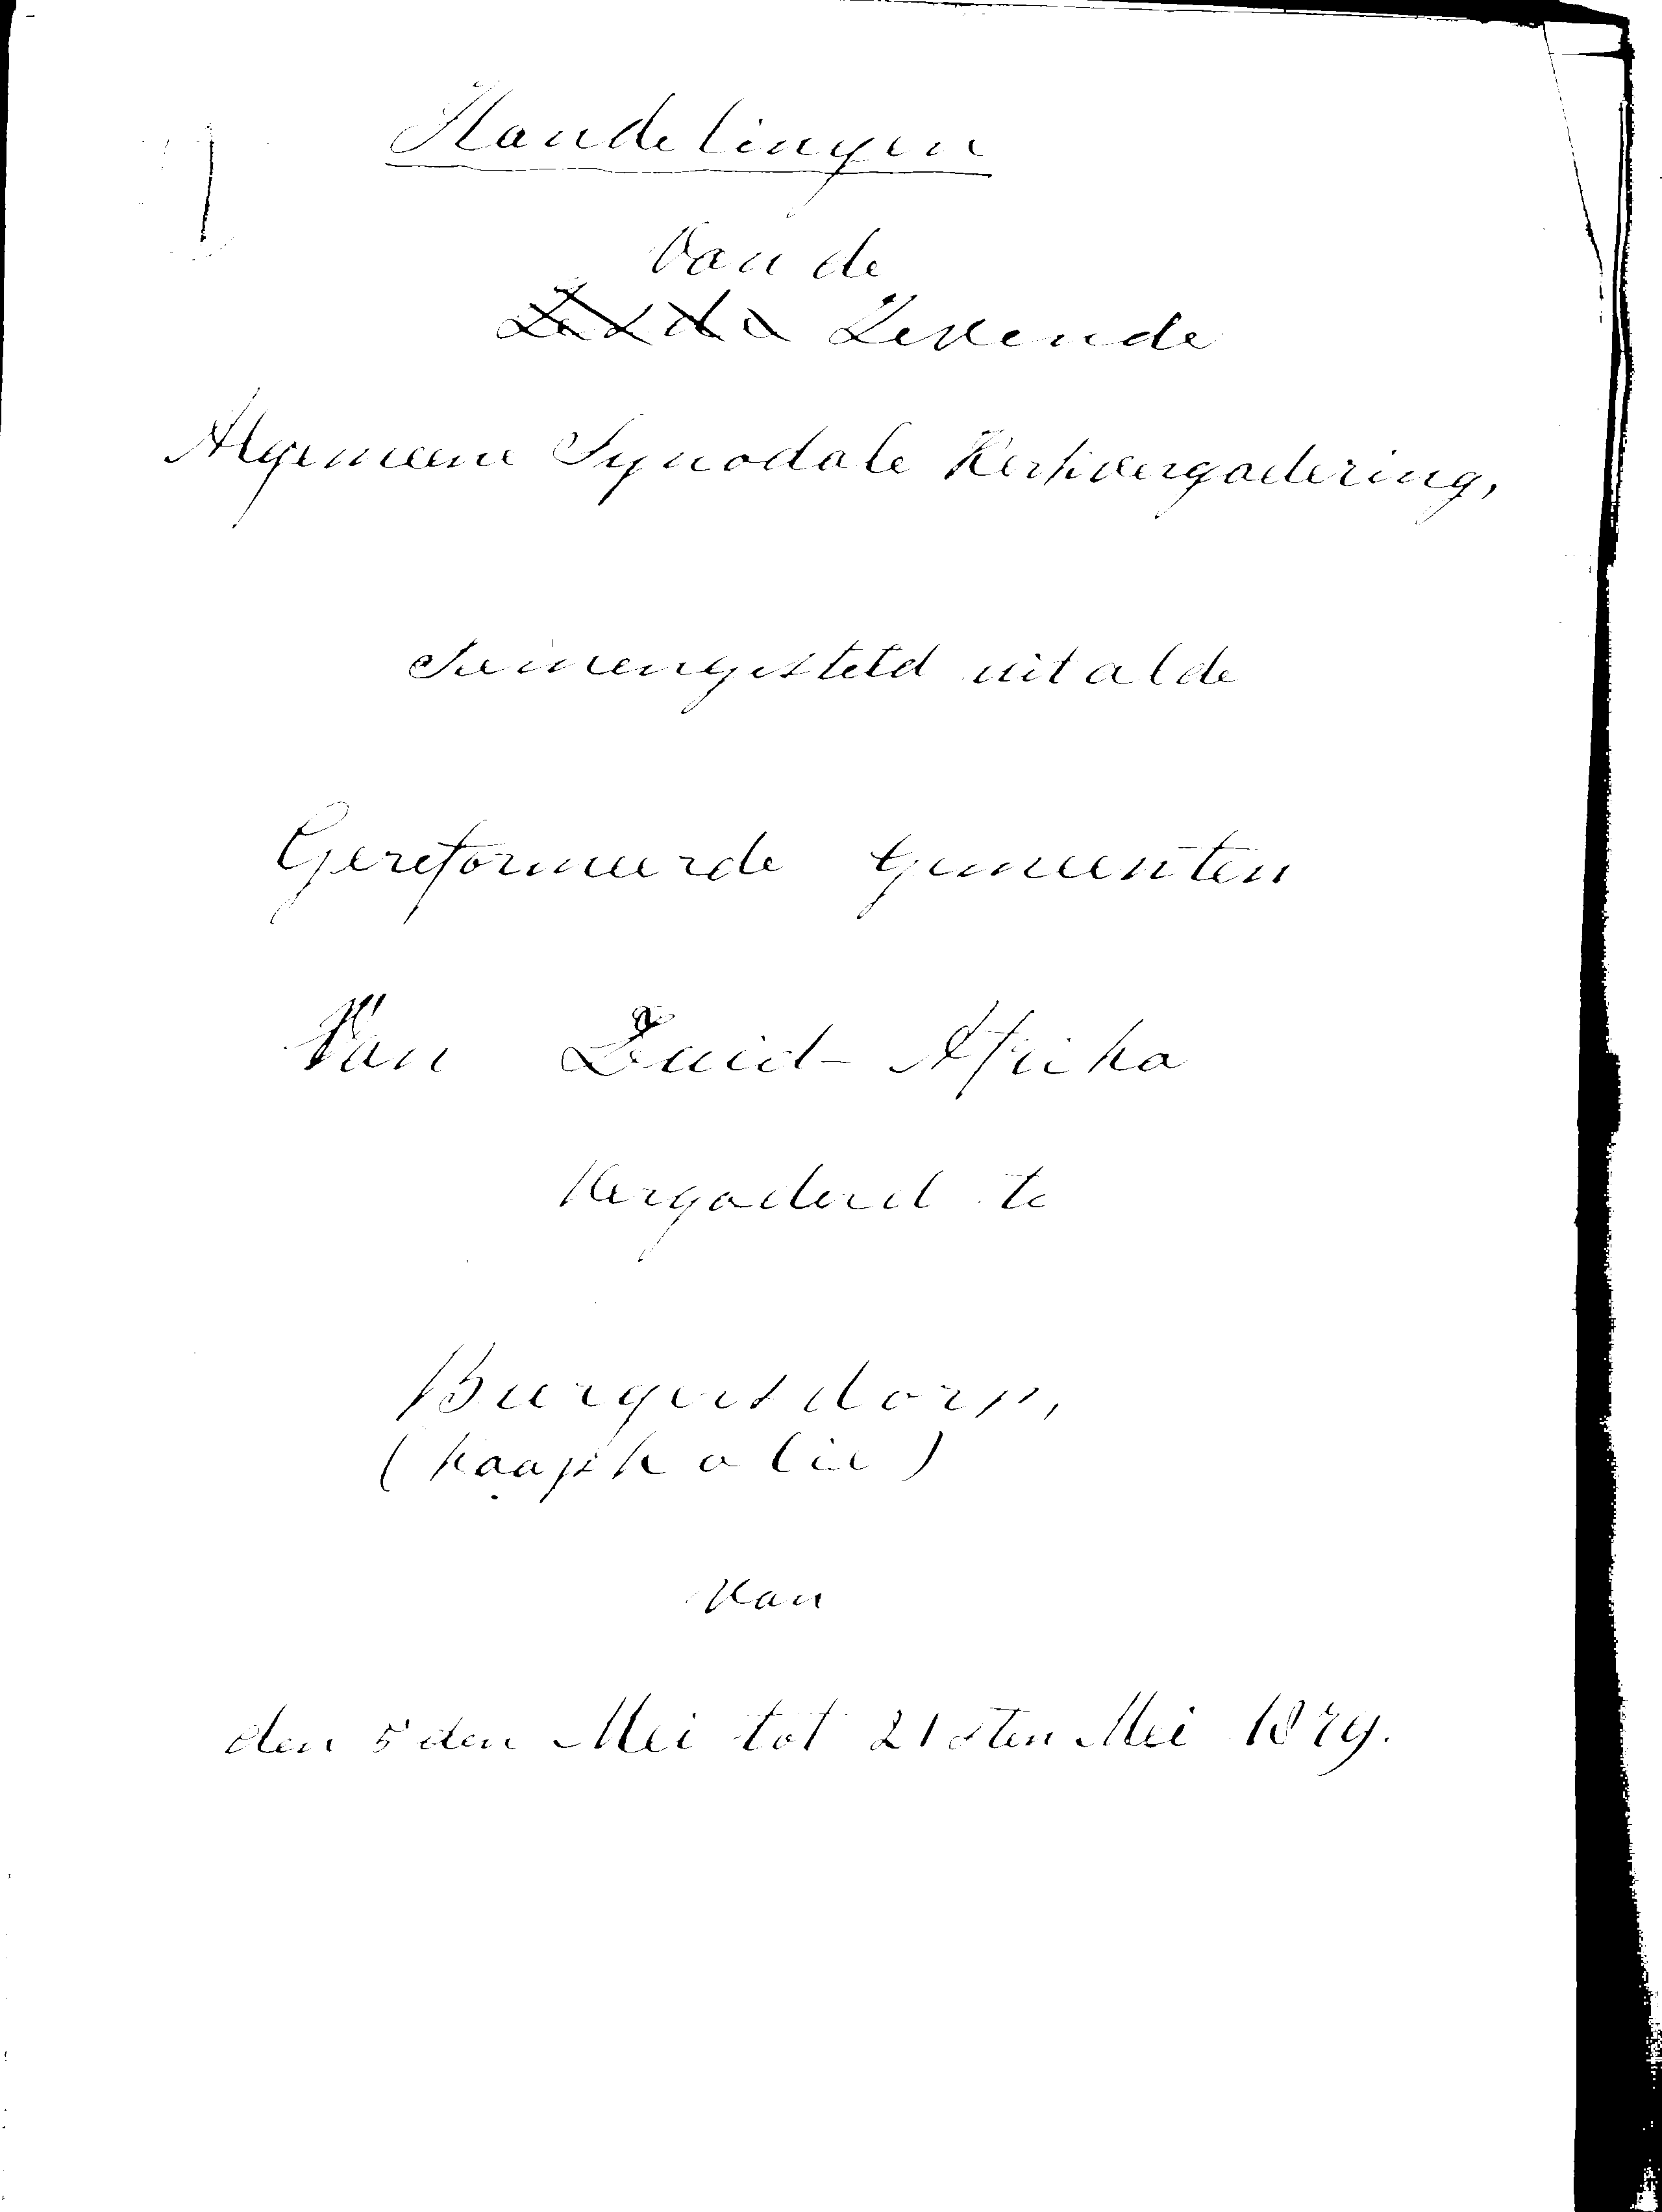 Handelingen
Van de
Zesde Zevende
Algemeene Synodale Kerkvergadering,
Samengesteld uit al de
Gereformeerde Gemeenten
Van Zuid-Afrika
Vergaderd te
Burgersdorp,
(Kaapkolie)
Van
den 5den Mei tot 21sten Mei 1879.